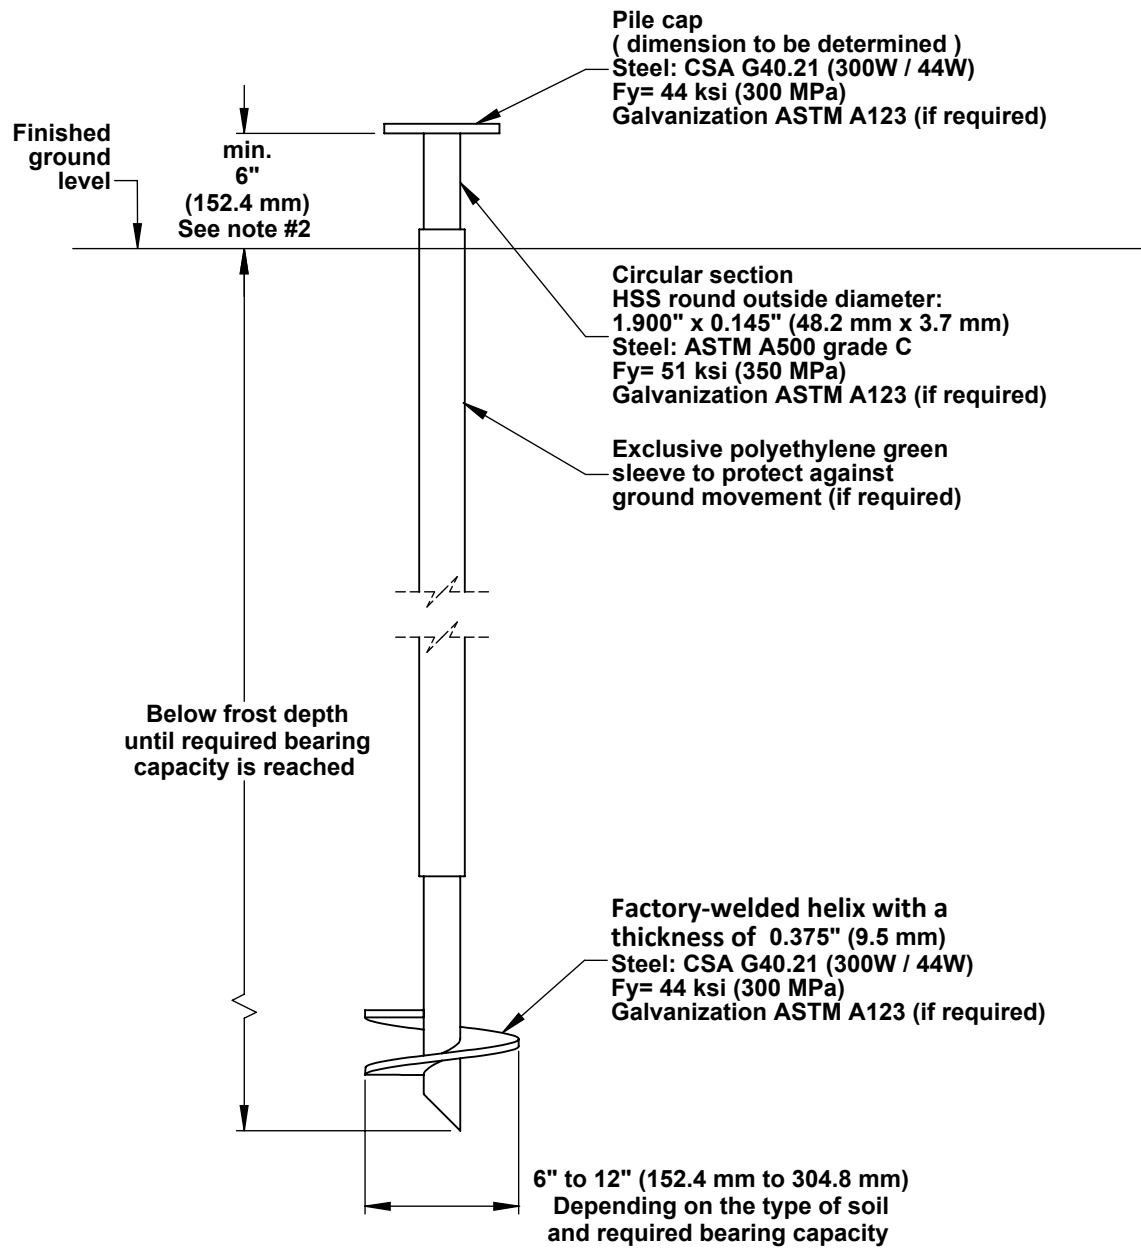 Pile cap
( dimension to be determined )
Steel: CSA G40.21 (300W / 44W)
Fy= 44 ksi (300 MPa)
Galvanization ASTM A123 (if required)
Finished
ground
level
min.
6"
(152.4 mm)
See note #2
Circular section
HSS round outside diameter:
1.900" x 0.145" (48.2 mm x 3.7 mm)
Steel: ASTM A500 grade C
Fy= 51 ksi (350 MPa)
Galvanization ASTM A123 (if required)
Exclusive polyethylene green
sleeve to protect against
ground movement (if required)
Below frost depth
until required bearing
capacity is reached
Factory-welded helix with a
thickness of 0.375" (9.5 mm)
Steel: CSA G40.21 (300W / 44W)
Fy= 44 ksi (300 MPa)
Galvanization ASTM A123 (if required)
6" to 12" (152.4 mm to 304.8 mm)
Depending on the type of soil
and required bearing capacity